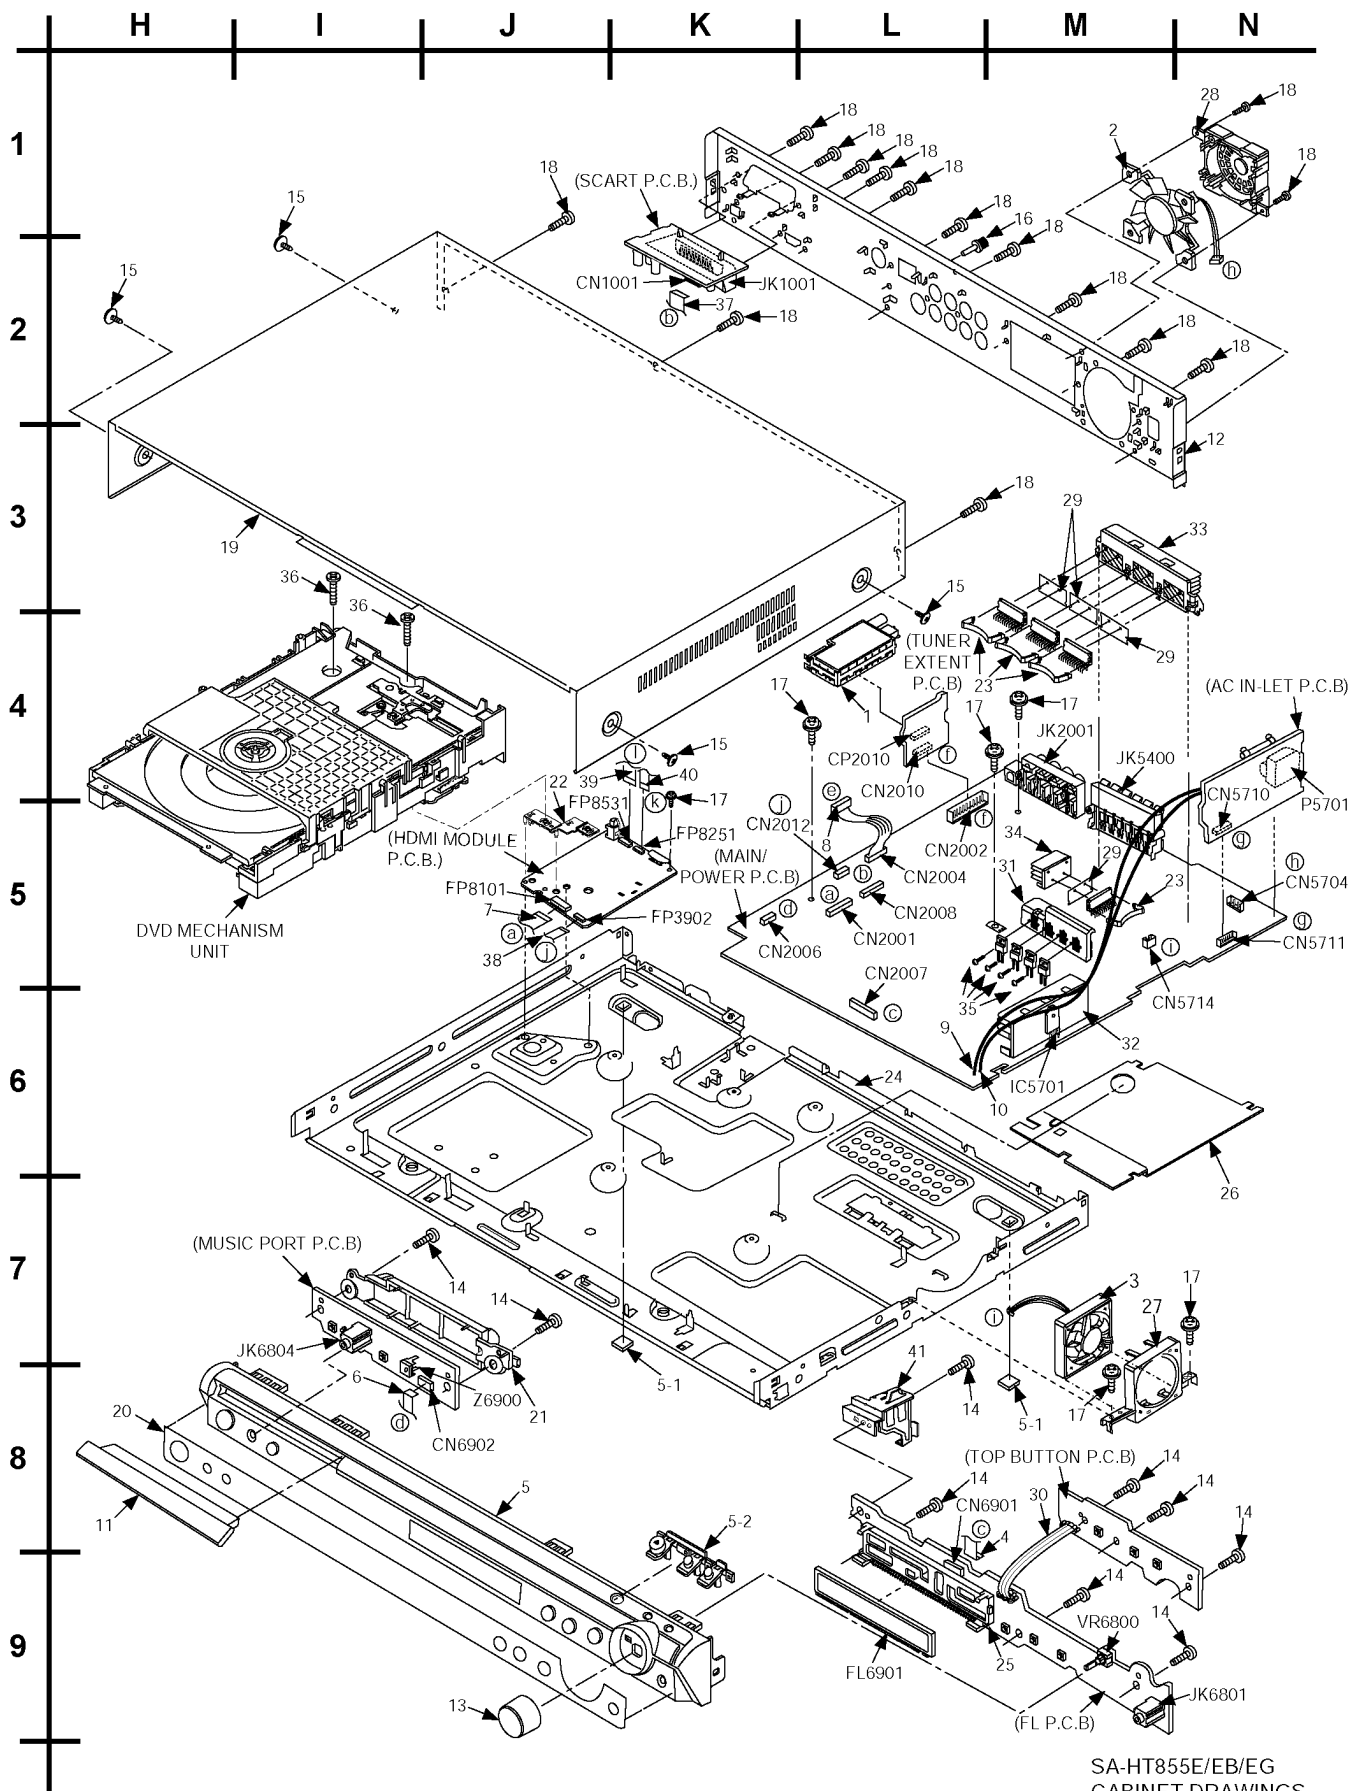 H I J K L M N
1
28
18
2
18
18
18
18
18
18
(SCART P.C.B.)
18
18
16
18
15
15
CN1001
JK1001
37
b
18
h
18
18
18
2
12
3
19
18
29
33
36
36
15
(TUNER
EXTENT
P.C.B)
23
29
(AC IN-LET P.C.B)
4
17
1
17
17
JK2001
JK5400
CP2010
f
CN2010
15
l
39
40
22
k
17
FP8531
FP8251
(HDMI MODULE
P.C.B.)
(MAIN/
POWER P.C.B)
j
CN2012
e
8
b
f
CN2002
CN2004
34
29
31
23
CN5710
g
P5701
h
CN5704
g
CN5711
5
DVD MECHANISM
UNIT
FP8101
7
a
j
38
FP3902
d
CN2006
a
CN2001
CN2008
CN2007
c
35
i
CN5714
9
10
IC5701
32
6
24
26
(MUSIC PORT P.C.B)
14
14
7
JK6804
6
d
Z6900
CN6902
21
5-1
41
14
i
5-1
3
27
17
17
20
8
11
5
5-2
(TOP BUTTON P.C.B)
14
14
14
14
CN6901
c
4
30
14
VR6800
14
9
13
FL6901
25
(FL P.C.B)
JK6801
SA-HT855E/EB/EG
CABINET DRAWINGS